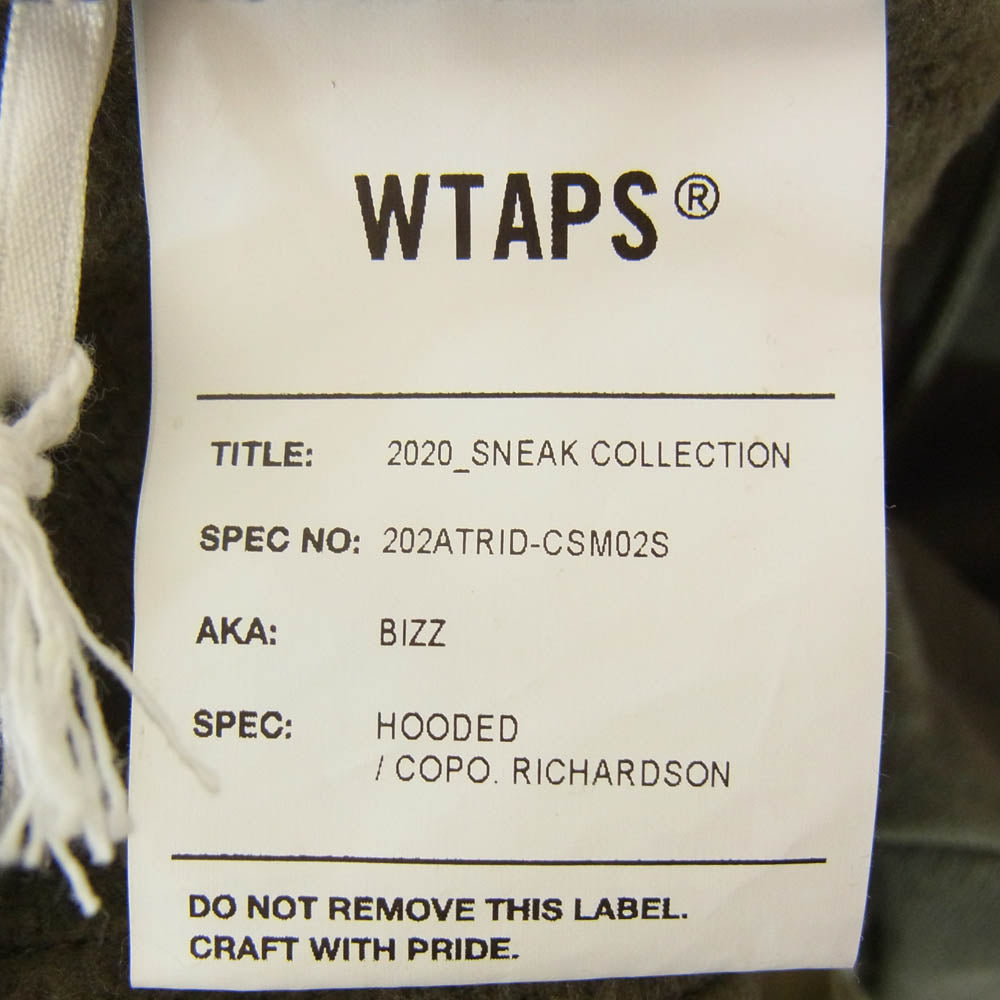 WTAPS®
TITLE: 2020_SNEAK COLLECTION
SPEC NO: 202ATRID-CSM02S
AKA: BIZZ
SPEC: HOODED
/ COPO. RICHARDSON
DO NOT REMOVE THIS LABEL.
CRAFT WITH PRIDE.